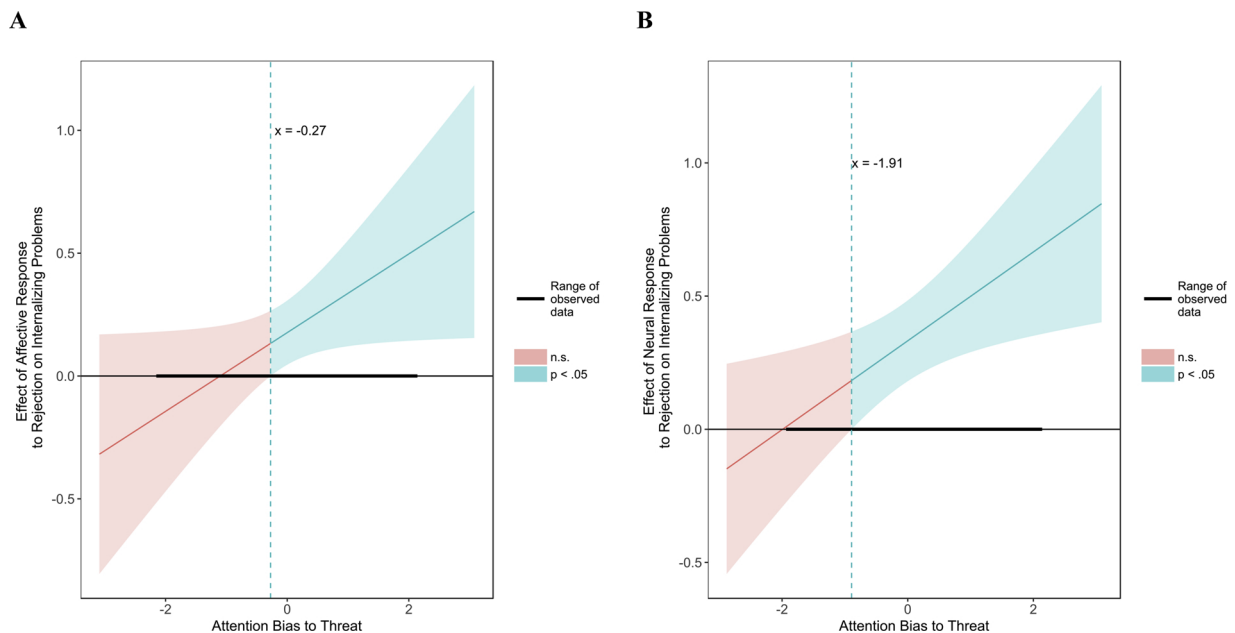 A
Effect of Affective Response
to Rejection on Internalizing Problems
1.0
0.5
0.0
-0.5
x = -0.27
-2
0
2
Attention Bias to Threat
Range of
observed
data
n.s.
p < .05
B
Effect of Neural Response
to Rejection on Internalizing Problems
1.0
0.5
0.0
-0.5
x = -1.91
-2
0
2
Attention Bias to Threat
Range of
observed
data
n.s.
p < .05